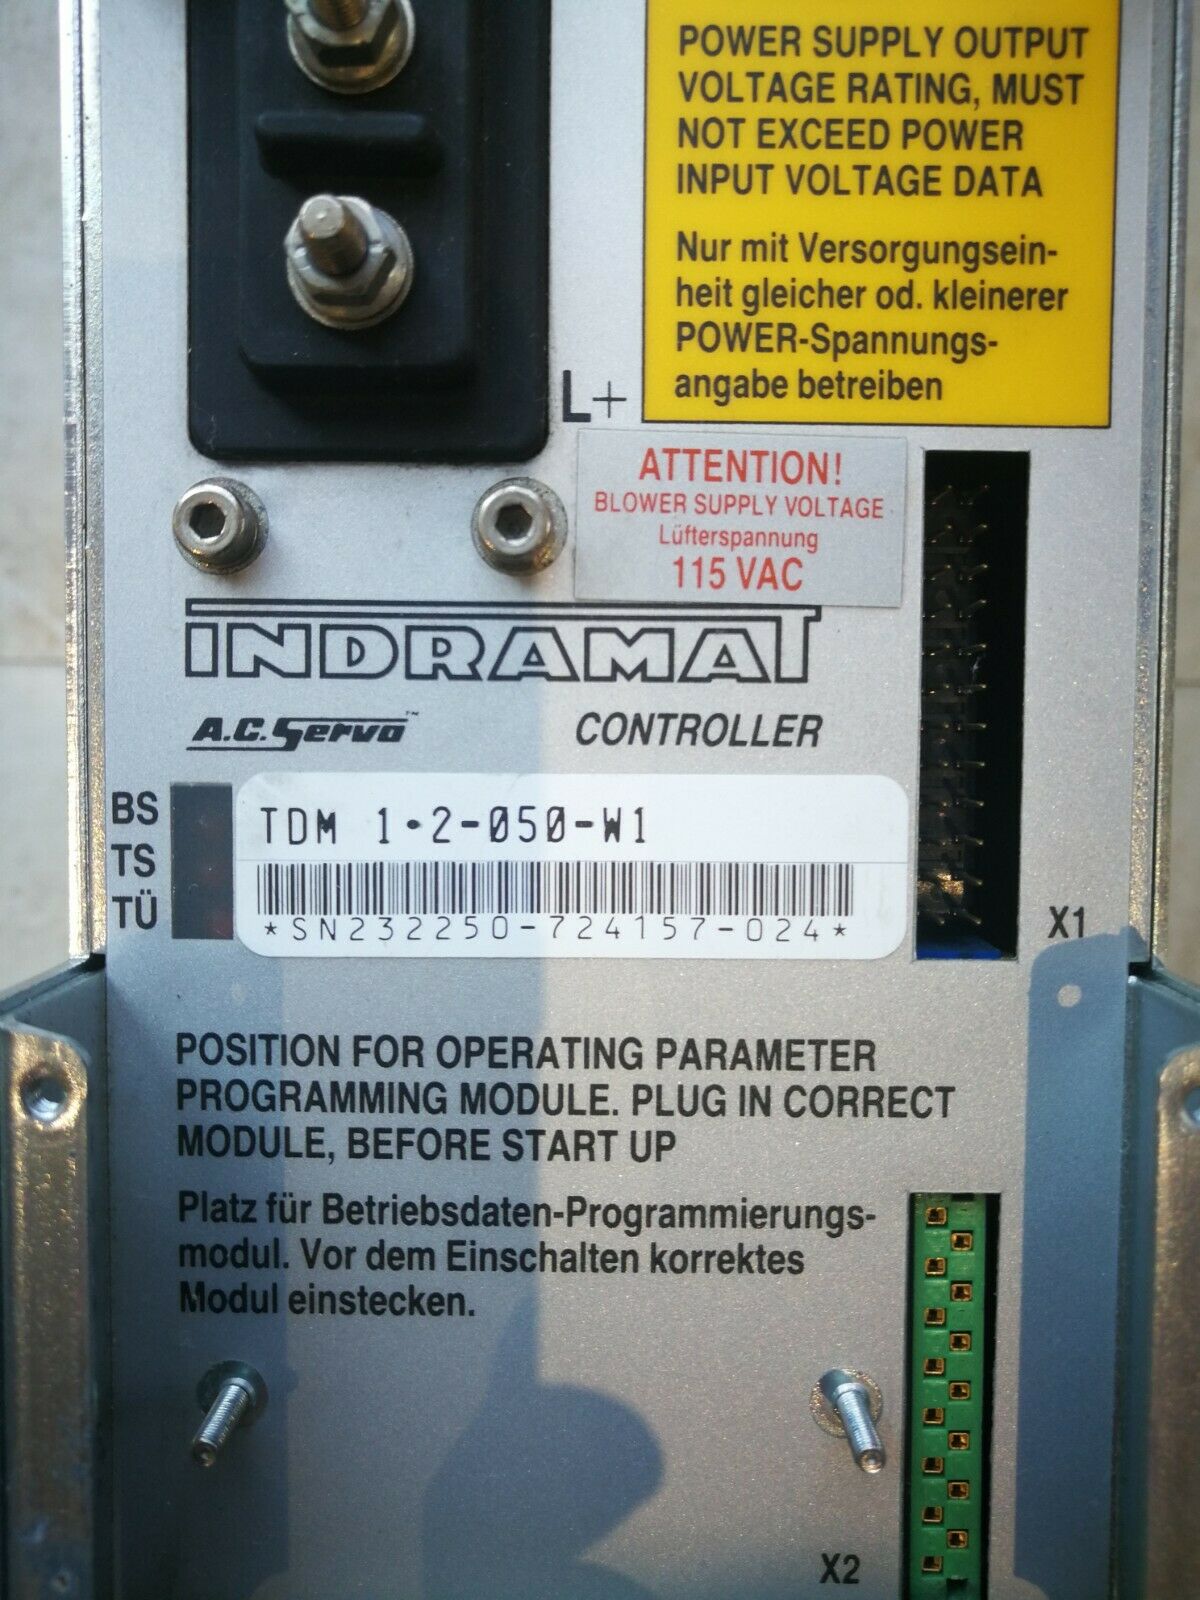 POWER SUPPLY OUTPUT
VOLTAGE RATING, MUST
NOT EXCEED POWER
INPUT VOLTAGE DATA
Nur mit Versorgungsein-
heit gleicher od. kleinerer
POWER-Spannungs-
angabe betreiben
L+
ATTENTION!
BLOWER SUPPLY VOLTAGE
Lüfterspannung
115 VAC
INDRAMAT
A.C. Servo™ CONTROLLER
BS
TS
TÜ
TDM 1•2-050-W1
*SN232250-724157-024*
X1
POSITION FOR OPERATING PARAMETER
PROGRAMMING MODULE. PLUG IN CORRECT
MODULE, BEFORE START UP
Platz für Betriebsdaten-Programmierungs-
modul. Vor dem Einschalten korrektes
Modul einstecken.
X2